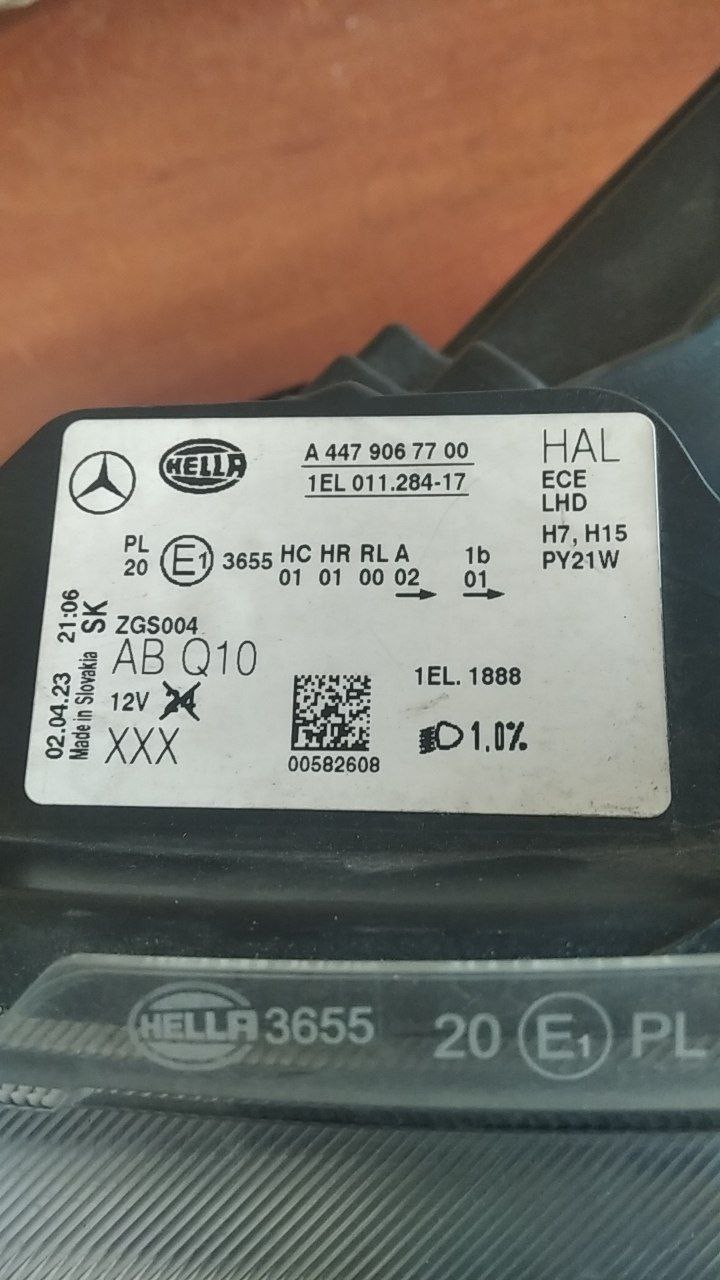 HELLA
A 447 906 77 00
1EL 011.284-17
HAL
ECE
LHD
H7, H15
PY21W
PL
20
E1
3655
HC HR RL A 1b
01 01 00 02 01
02.04.23 21:06
Made in Slovakia SK
ZGS004
AB Q10
12V 24
XXX
00582608
1EL. 1888
1,0%
HELLA 3655 20 E1 PL